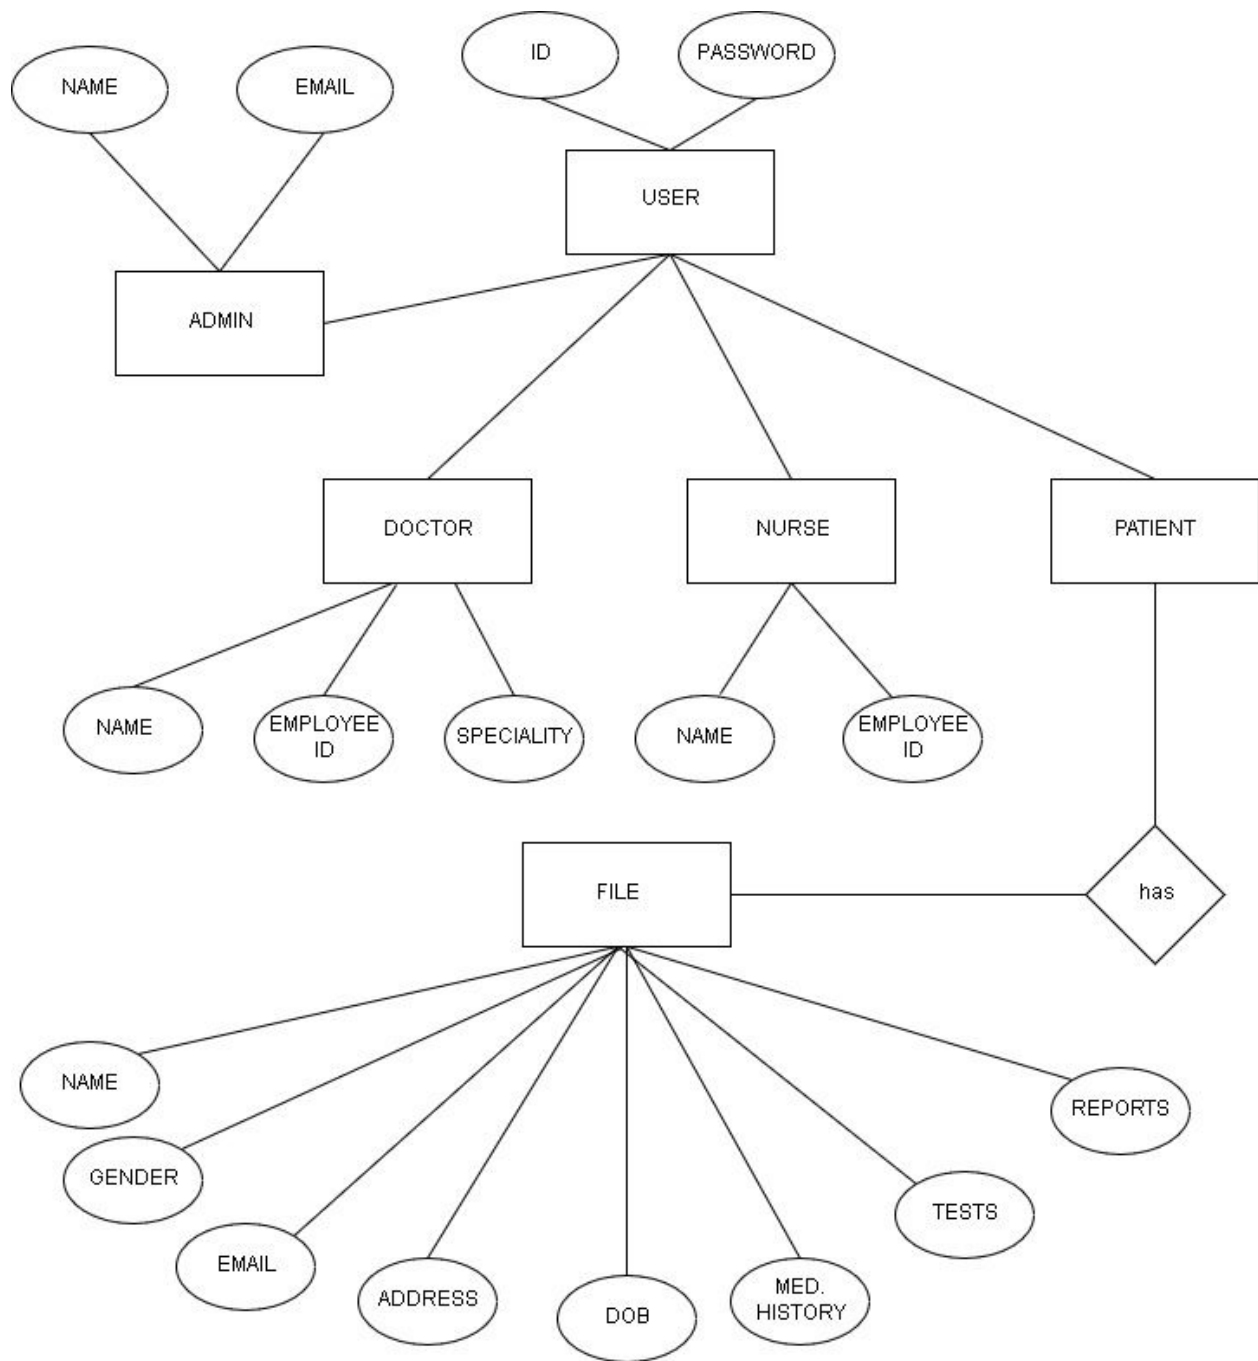 ID
PASSWORD
NAME
EMAIL
USER
ADMIN
DOCTOR
NURSE
PATIENT
NAME
EMPLOYEE
ID
SPECIALITY
NAME
EMPLOYEE
ID
FILE
has
NAME
GENDER
EMAIL
ADDRESS
DOB
MED.
HISTORY
TESTS
REPORTS